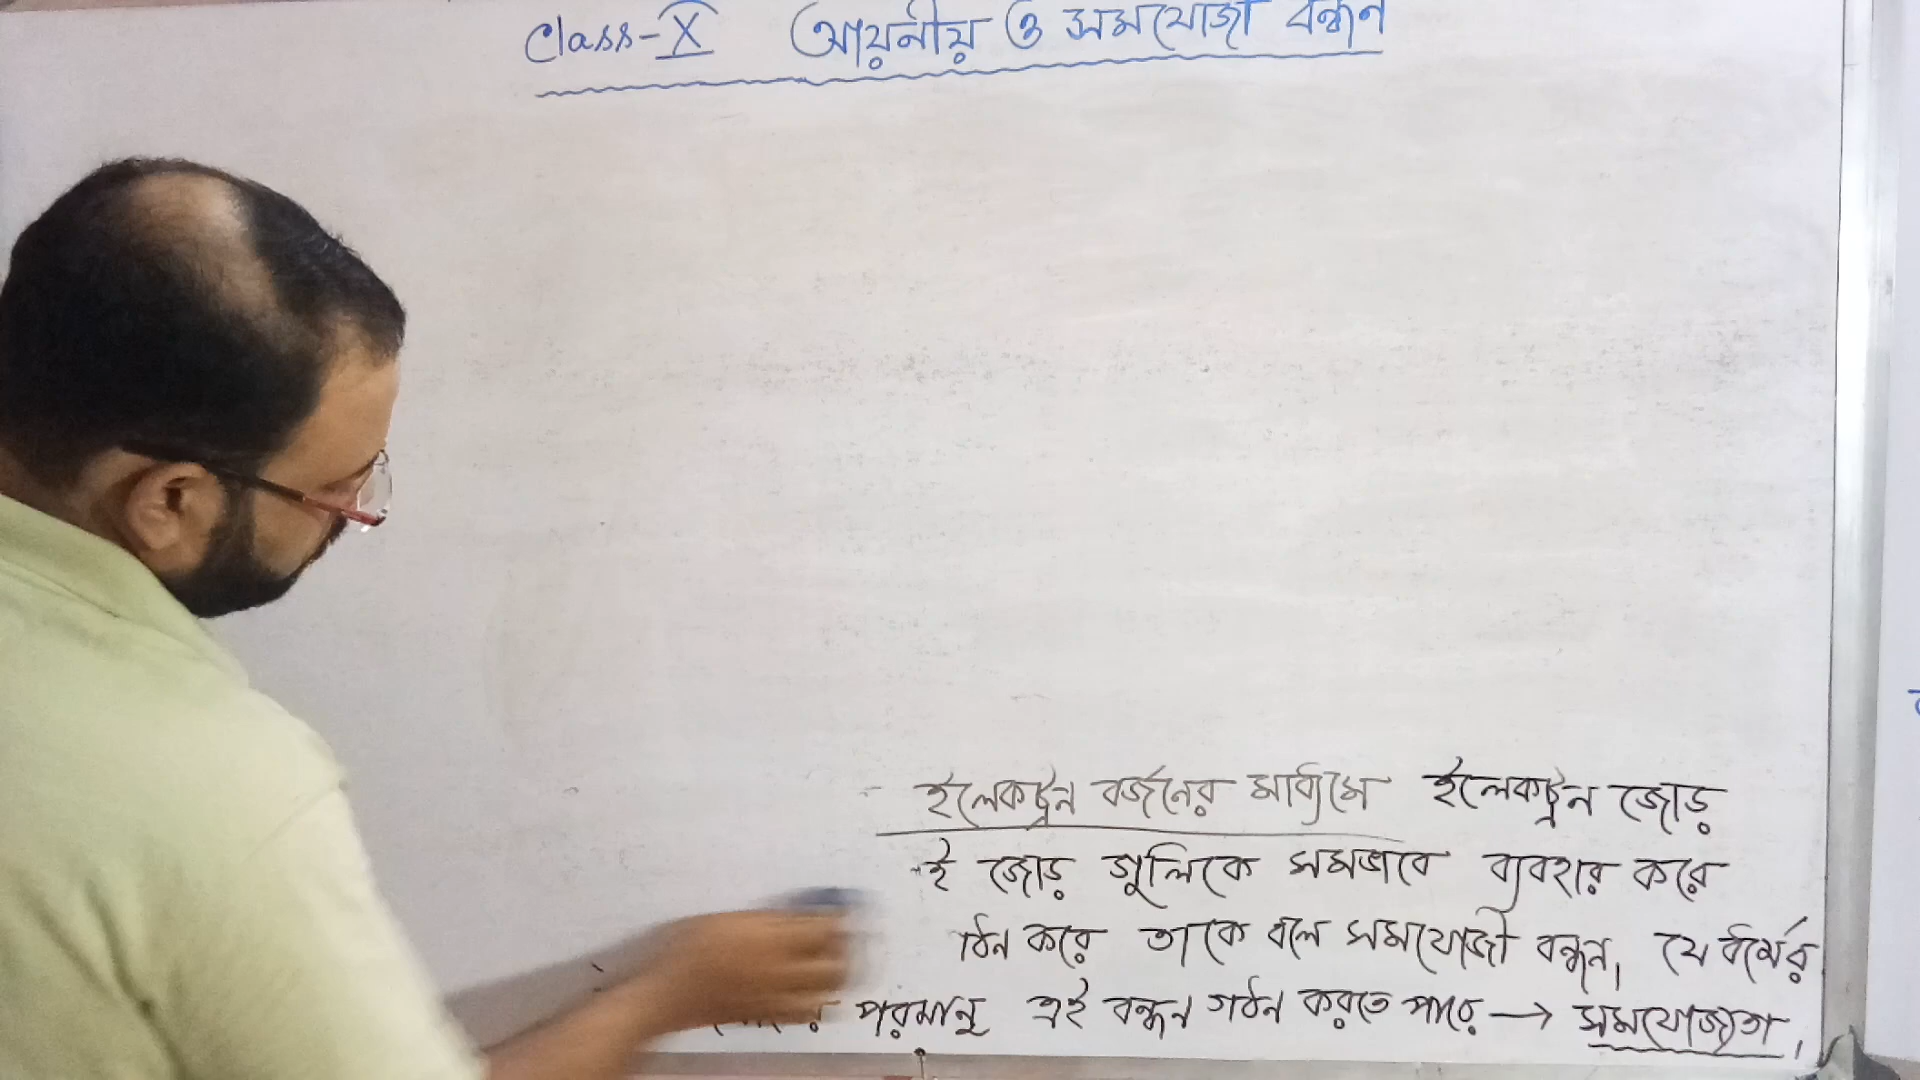 Class-X আয়নীয় ও সমযোজী বন্ধন
ইলেকট্রন বর্জনের মাধ্যমে ইলেকট্রন জোড়
ই জোড় গুলিকে সমভাবে ব্যবহার করে
ঠন করে তাকে বলে সমযোজী বন্ধন, যে ধর্মের
পরমানু এই বন্ধন গঠন করতে পারে → সমযোজ্যতা,